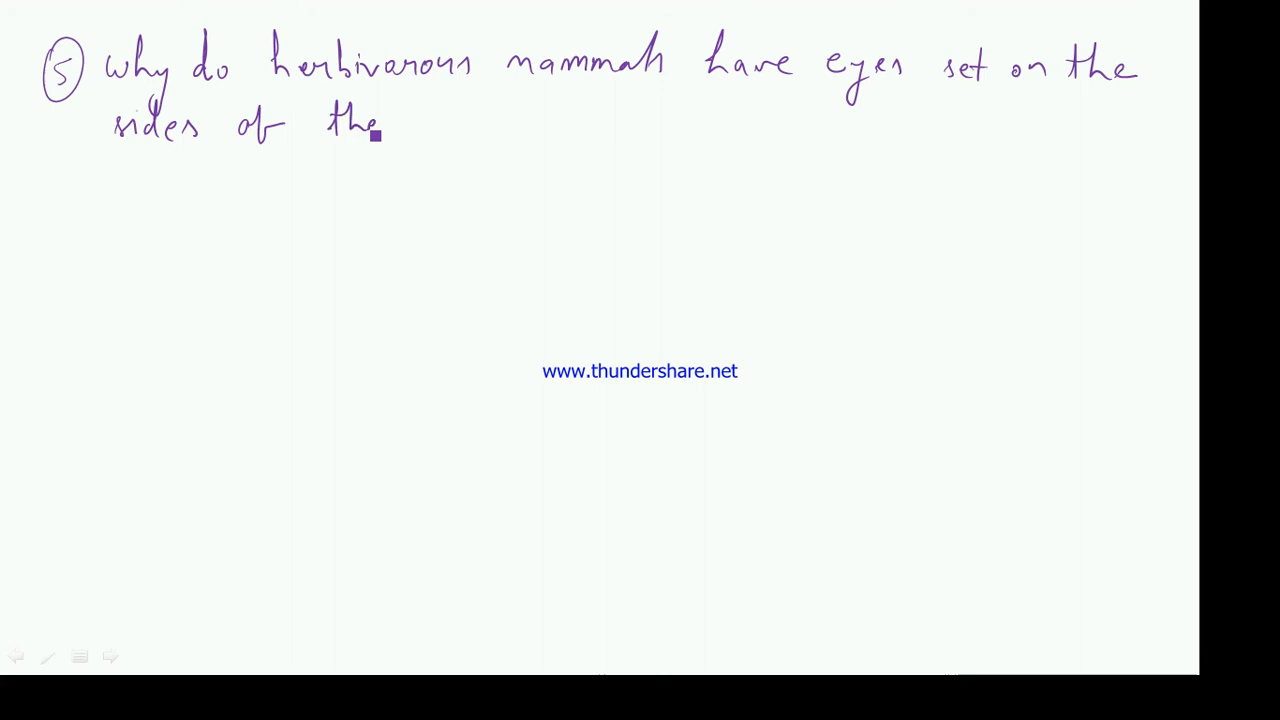 5 why do herbivorous mammals have eyes set on the
sides of the
www.thundershare.net